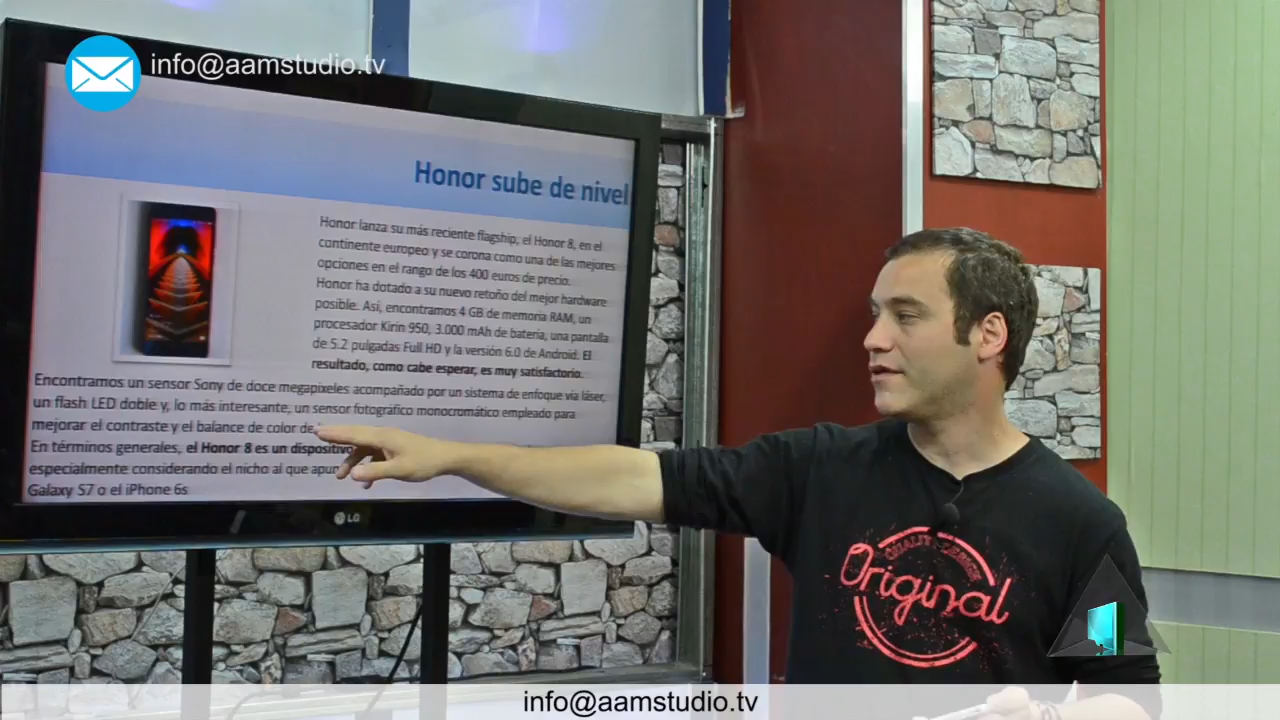 info@aamstudio.tv
Honor sube de nivel
Honor lanza su más reciente flagship, el Honor 8, en el
continente europeo y se corona como una de las mejores
opciones en el rango de los 400 euros de precio.
Honor ha dotado a su nuevo retoño del mejor hardware
posible. Así, encontramos 4 GB de memoria RAM, un
procesador Kirin 950, 3.000 mAh de batería, una pantalla
de 5.2 pulgadas Full HD y la versión 6.0 de Android. El
resultado, como cabe esperar, es muy satisfactorio.
Encontramos un sensor Sony de doce megapixeles acompañado por un sistema de enfoque vía láser,
un flash LED doble y, lo más interesante, un sensor fotográfico monocromático empleado para
mejorar el contraste y el balance de color de
En términos generales, el Honor 8 es un dispositivo
especialmente considerando el nicho al que
Galaxy S7 o el iPhone 6s
LG
Original
info@aamstudio.tv